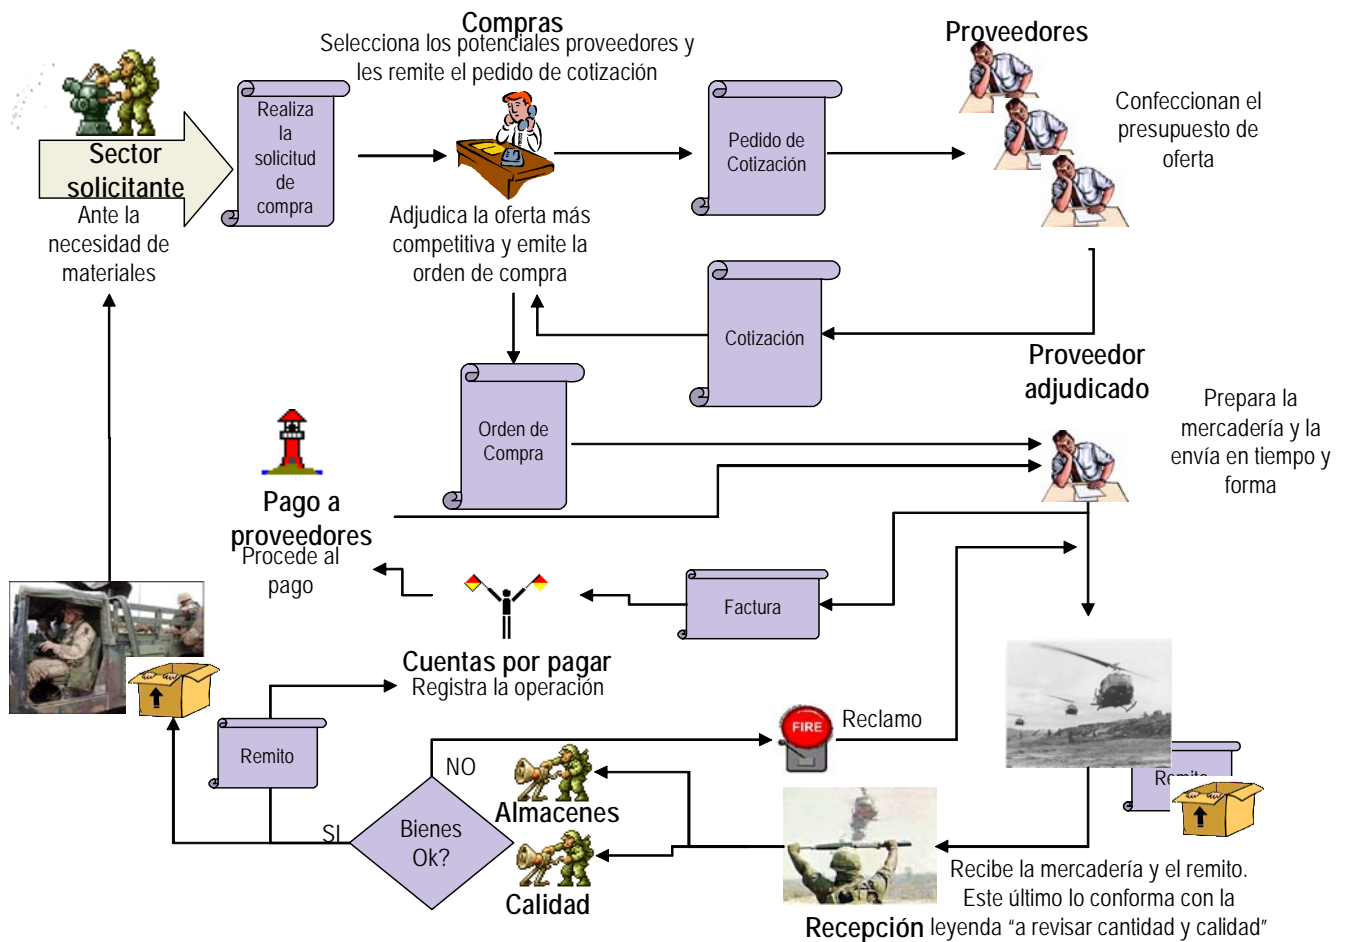 Compras
Selecciona los potenciales proveedores y
les remite el pedido de cotización
Proveedores
Confeccionan el
presupuesto de
oferta
Realiza
la
solicitud
de
compra
Pedido de
Cotización
Sector
solicitante
Ante la
necesidad de
materiales
Adjudica la oferta más
competitiva y emite la
orden de compra
Cotización
Proveedor
adjudicado
Prepara la
mercadería y la
envía en tiempo y
forma
Orden de
Compra
Pago a
proveedores
Procede al
pago
Factura
Cuentas por pagar
Registra la operación
Remito
NO
FIRE
Reclamo
Remito
Almacenes
SI
Bienes
Ok?
Calidad
Recibe la mercadería y el remito.
Este último lo conforma con la
Recepción leyenda “a revisar cantidad y calidad”